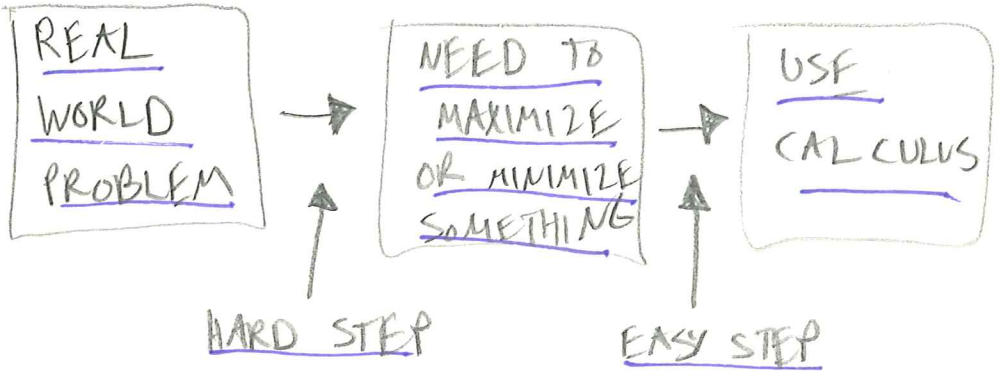 REAL
WORLD
PROBLEM
NEED TO
MAXIMIZE
OR MINIMIZE
SOMETHING
USE
CALCULUS
HARD STEP
EASY STEP